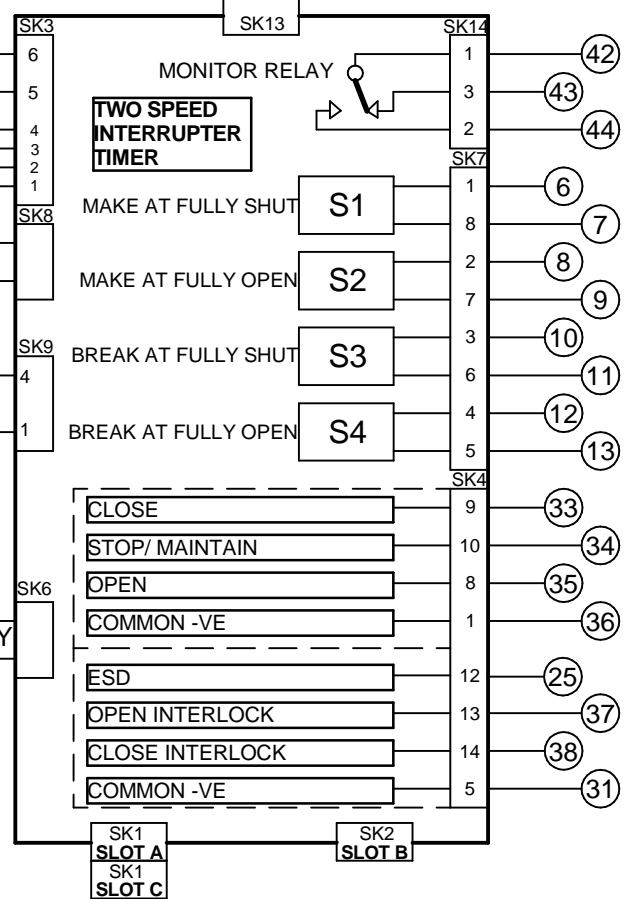 SK3
SK13
SK14
6
1
42
MONITOR RELAY
5
3
43
TWO SPEED
INTERRUPTER
TIMER
4
2
44
3
2
1
SK7
MAKE AT FULLY SHUT
S1
1
6
SK8
8
7
MAKE AT FULLY OPEN
S2
2
8
7
9
SK9
BREAK AT FULLY SHUT
S3
3
10
4
6
11
BREAK AT FULLY OPEN
S4
4
12
1
5
13
SK4
CLOSE
9
33
STOP/ MAINTAIN
10
34
SK6
OPEN
8
35
COMMON -VE
1
36
Y
ESD
12
25
OPEN INTERLOCK
13
37
CLOSE INTERLOCK
14
38
COMMON -VE
5
31
SK1
SLOT A
SK2
SLOT B
SK1
SLOT C